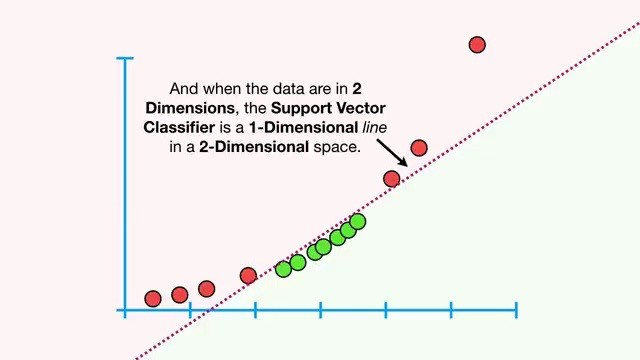 And when the data are in 2
Dimensions, the Support Vector
Classifier is a 1-Dimensional line
in a 2-Dimensional space.